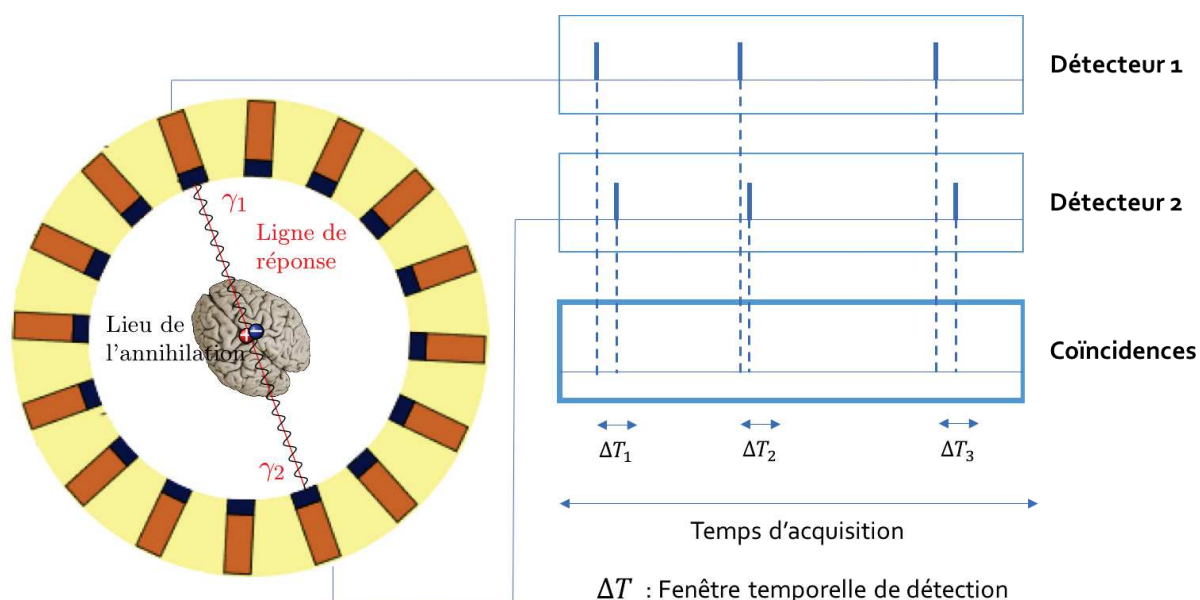 Détecteur 1
Détecteur 2
Coïncidences
γ1
Ligne de
réponse
Lieu de
l'annihilation
+
−
γ2
ΔT1
ΔT2
ΔT3
Temps d'acquisition
ΔT : Fenêtre temporelle de détection